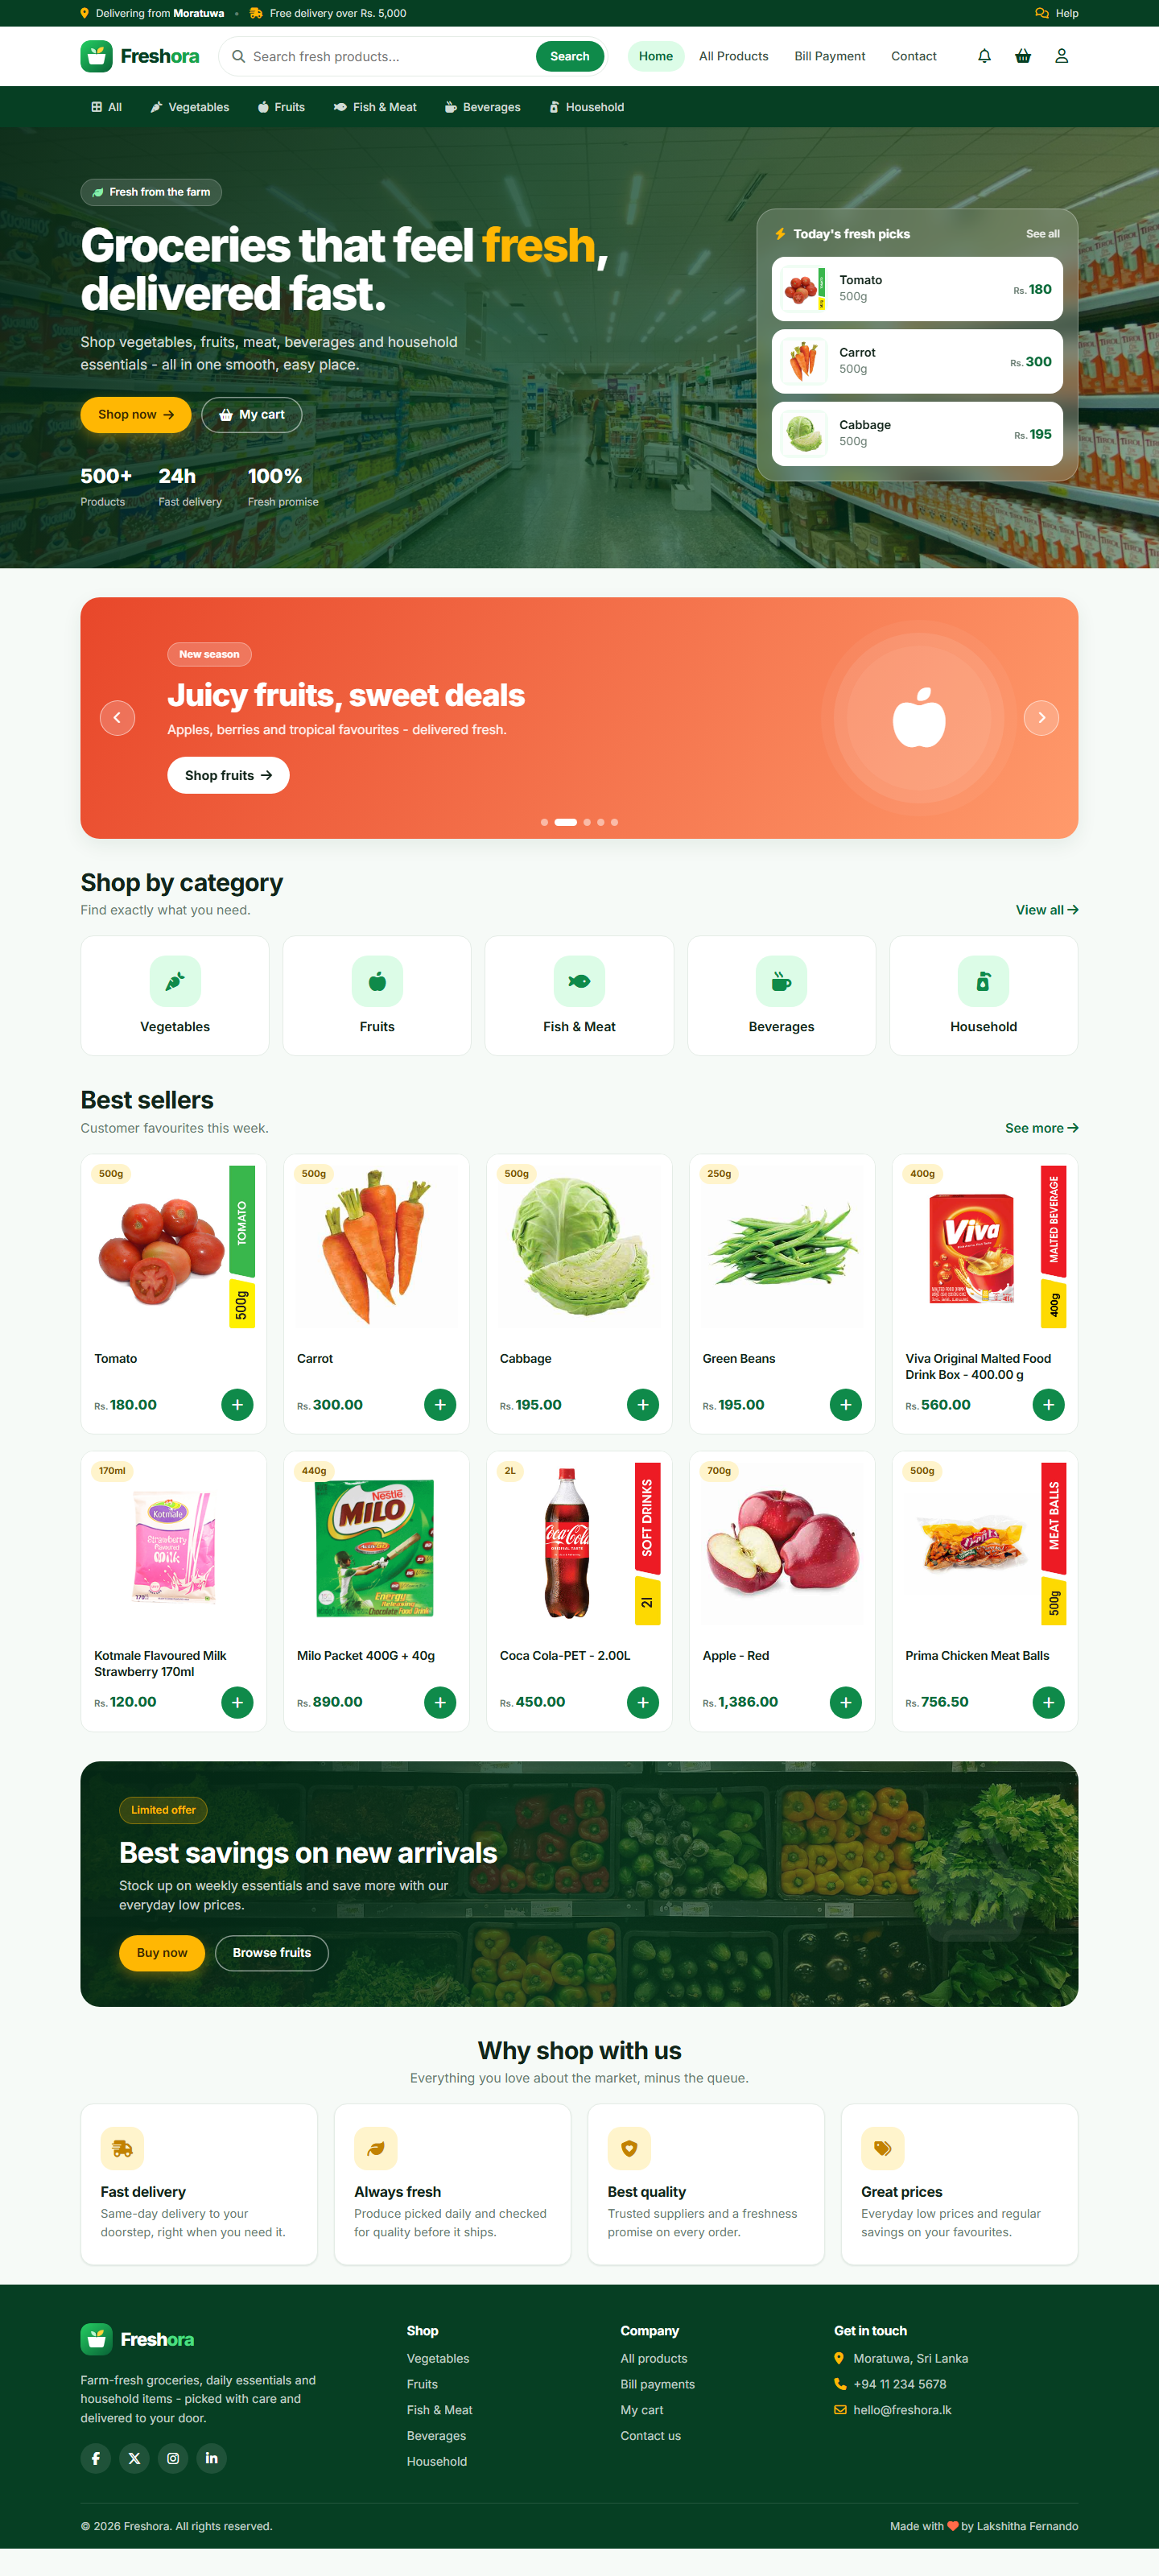 Delivering from Moratuwa • Free delivery over Rs. 5,000
Help
Freshora
Search fresh products...
Search
Home
All Products
Bill Payment
Contact
All
Vegetables
Fruits
Fish & Meat
Beverages
Household
Fresh from the farm
Groceries that feel fresh,
delivered fast.
Shop vegetables, fruits, meat, beverages and household
essentials - all in one smooth, easy place.
Shop now →
My cart
500+
Products
24h
Fast delivery
100%
Fresh promise
Today's fresh picks
See all
Tomato
500g
Rs. 180
Carrot
500g
Rs. 300
Cabbage
500g
Rs. 195
New season
Juicy fruits, sweet deals
Apples, berries and tropical favourites - delivered fresh.
Shop fruits →
Shop by category
Find exactly what you need.
View all →
Vegetables
Fruits
Fish & Meat
Beverages
Household
Best sellers
Customer favourites this week.
See more →
500g
TOMATO
500g
Tomato
Rs. 180.00
500g
Carrot
Rs. 300.00
500g
Cabbage
Rs. 195.00
250g
Green Beans
Rs. 195.00
400g
Viva
MALTED BEVERAGE
400g
Viva Original Malted Food
Drink Box - 400.00 g
Rs. 560.00
170ml
Kotmale
Strawberry
Flavoured
Milk
Kotmale Flavoured Milk
Strawberry 170ml
Rs. 120.00
440g
Nestlé
MILO
Energy
Chocolate Food Drink
Milo Packet 400G + 40g
Rs. 890.00
2L
Coca-Cola
SOFT DRINKS
2l
Coca Cola-PET - 2.00L
Rs. 450.00
700g
Apple - Red
Rs. 1,386.00
500g
MEAT BALLS
500g
Prima Chicken Meat Balls
Rs. 756.50
Limited offer
Best savings on new arrivals
Stock up on weekly essentials and save more with our
everyday low prices.
Buy now
Browse fruits
Why shop with us
Everything you love about the market, minus the queue.
Fast delivery
Same-day delivery to your
doorstep, right when you need it.
Always fresh
Produce picked daily and checked
for quality before it ships.
Best quality
Trusted suppliers and a freshness
promise on every order.
Great prices
Everyday low prices and regular
savings on your favourites.
Freshora
Farm-fresh groceries, daily essentials and
household items - picked with care and
delivered to your door.
Shop
Vegetables
Fruits
Fish & Meat
Beverages
Household
Company
All products
Bill payments
My cart
Contact us
Get in touch
Moratuwa, Sri Lanka
+94 11 234 5678
hello@freshora.lk
© 2026 Freshora. All rights reserved.
Made with ❤ by Lakshitha Fernando